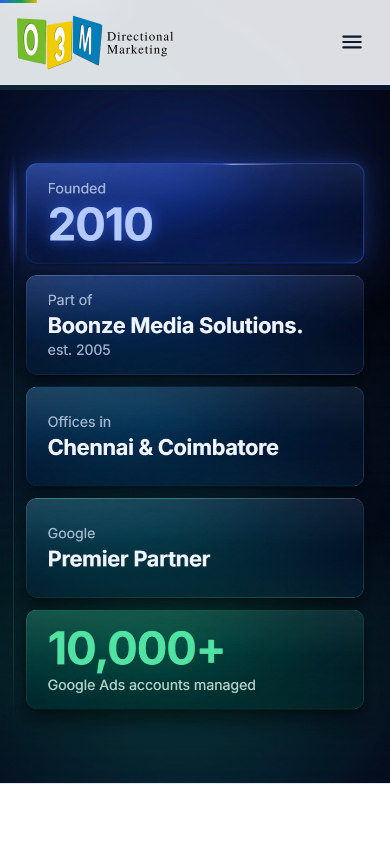 O3M
Directional
Marketing
Founded
2010
Part of
Boonze Media Solutions.
est. 2005
Offices in
Chennai & Coimbatore
Google
Premier Partner
10,000+
Google Ads accounts managed